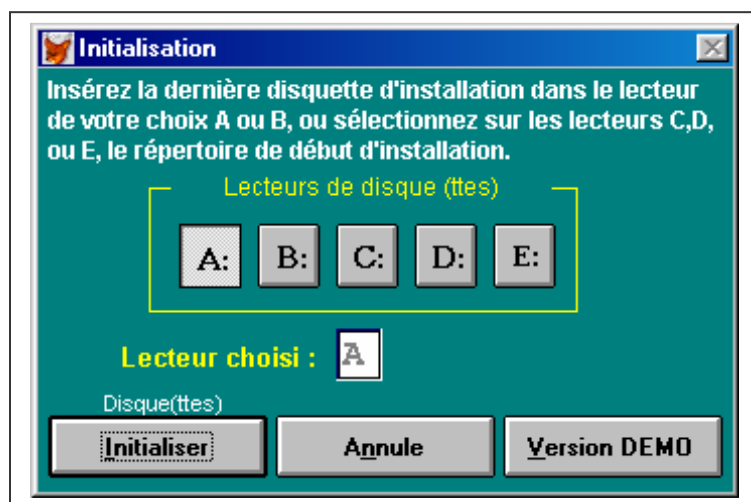 Initialisation
Insérez la dernière disquette d'installation dans le lecteur
de votre choix A ou B, ou sélectionnez sur les lecteurs C,D,
ou E, le répertoire de début d'installation.
Lecteurs de disque (ttes)
A: B: C: D: E:
Lecteur choisi : A
Disque(ttes)
Initialiser Annule Version DEMO